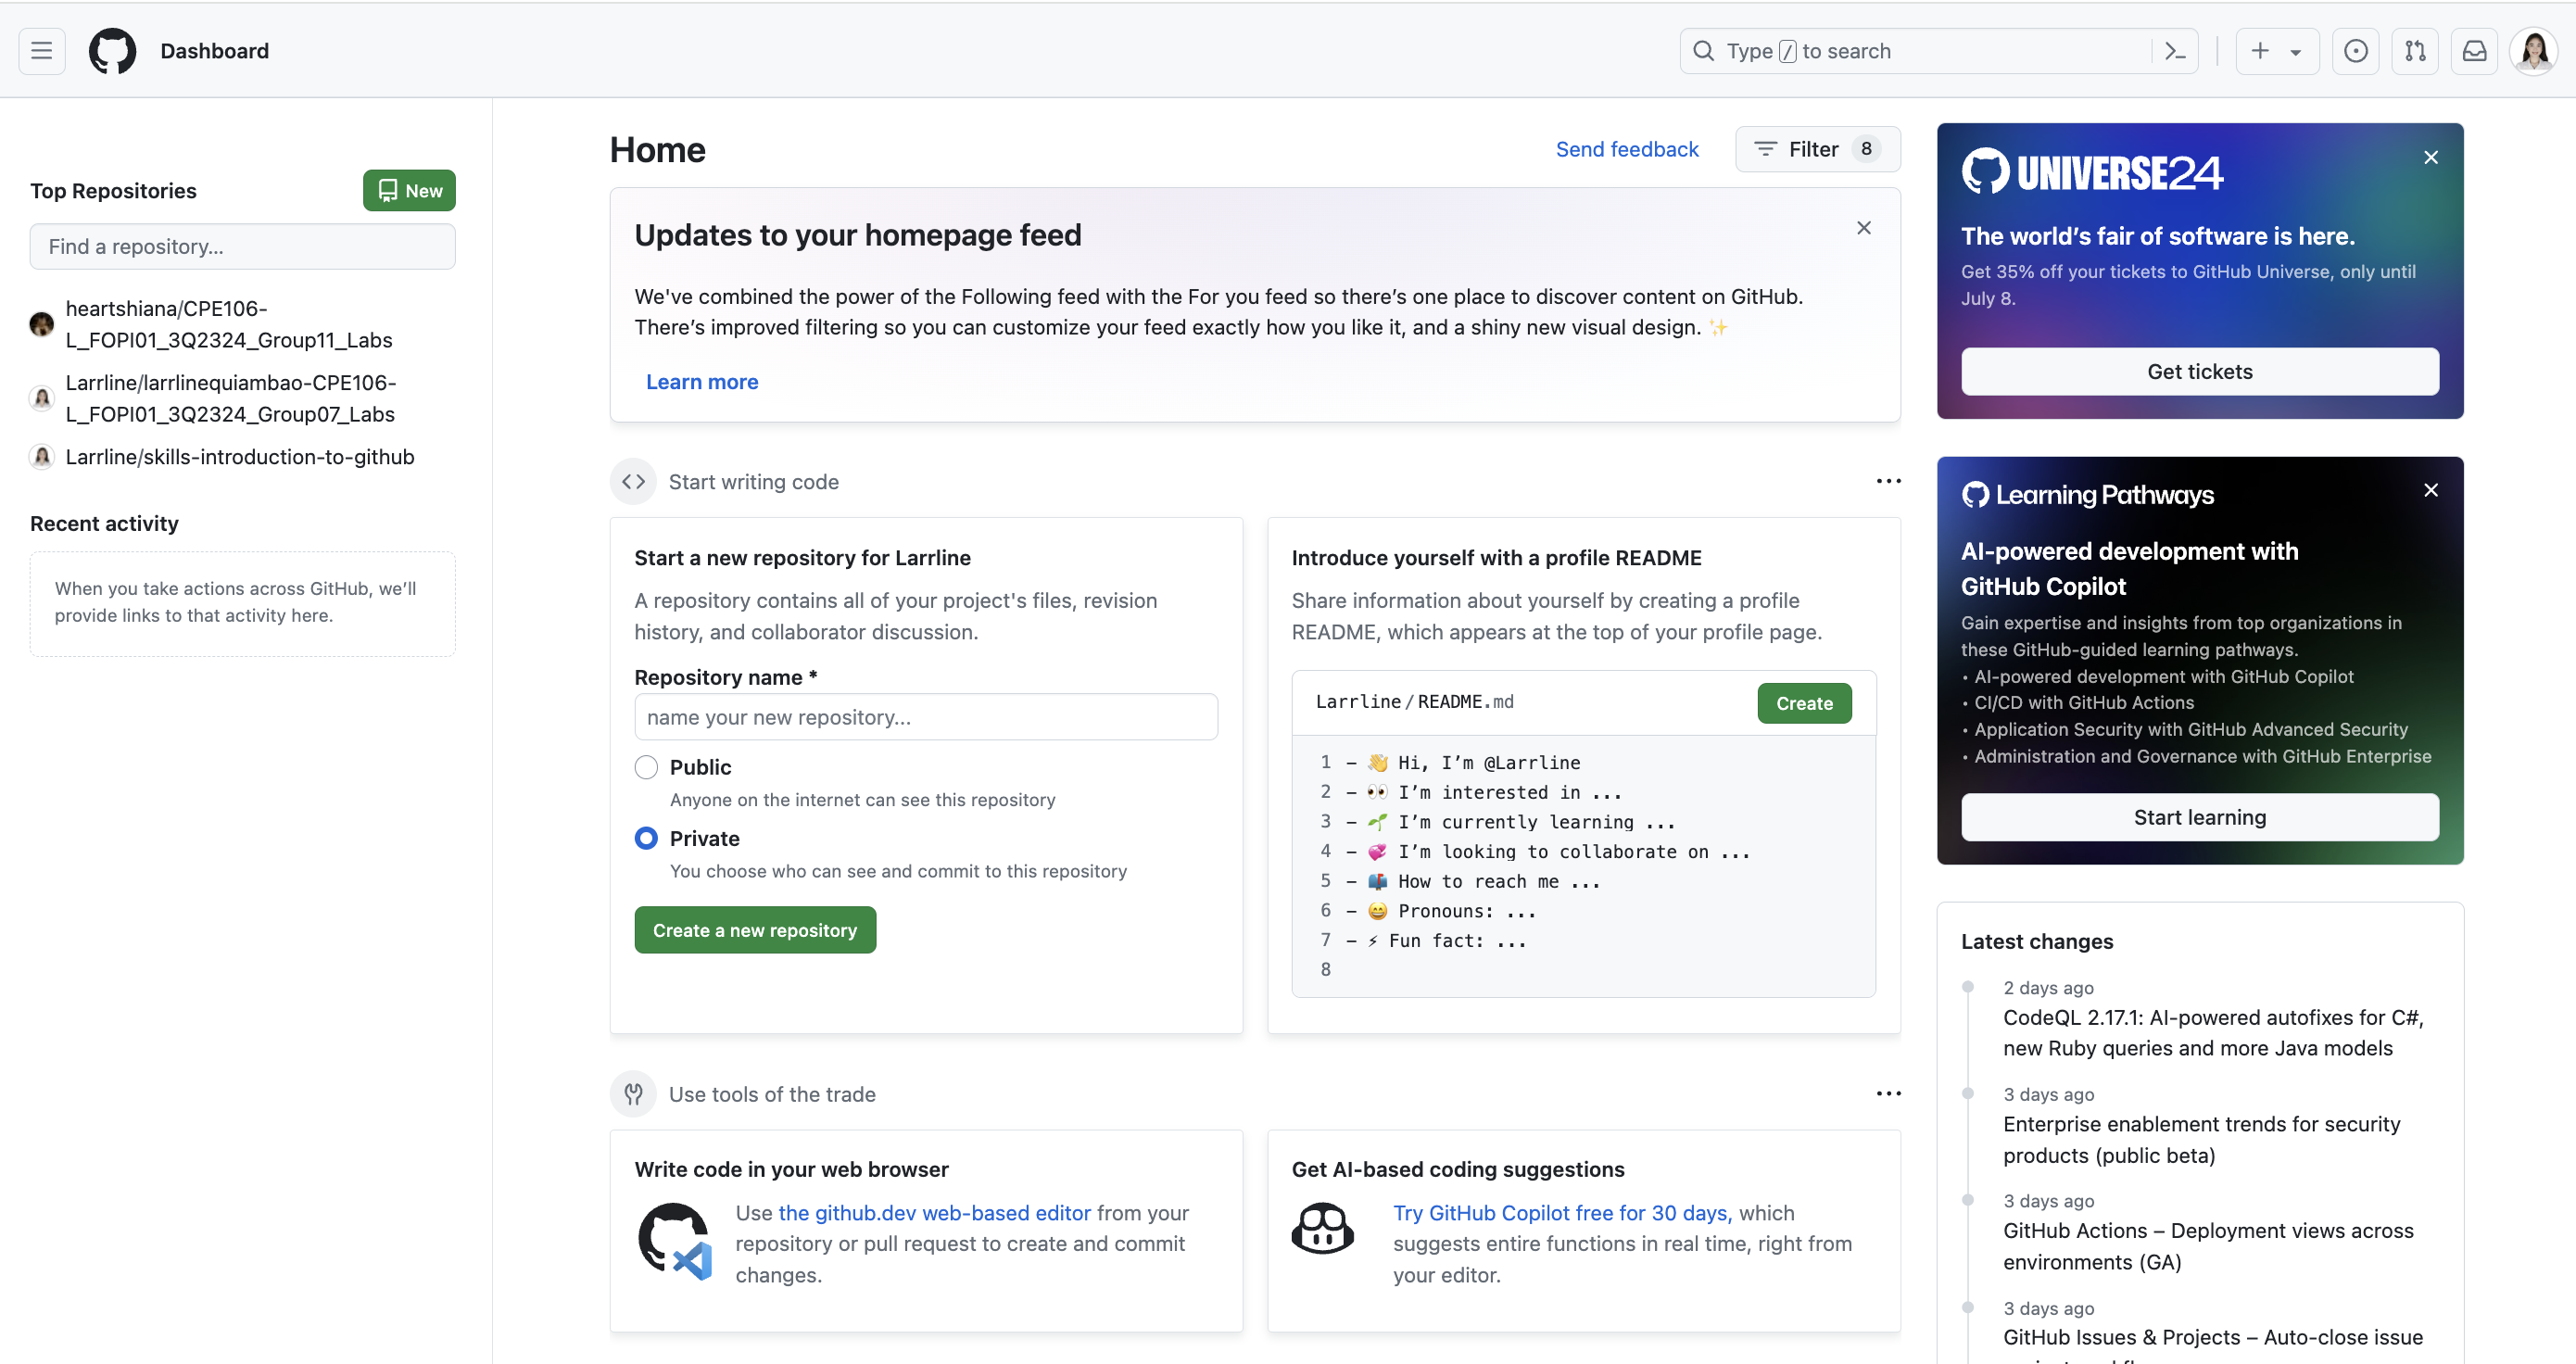 Dashboard
Type / to search
Top Repositories
New
Find a repository...
heartshiana/CPE106-
L_FOPI01_3Q2324_Group11_Labs
Larrline/larrlinequiambao-CPE106-
L_FOPI01_3Q2324_Group07_Labs
Larrline/skills-introduction-to-github
Recent activity
When you take actions across GitHub, we’ll
provide links to that activity here.
Home
Send feedback
Filter 8
Updates to your homepage feed
We've combined the power of the Following feed with the For you feed so there’s one place to discover content on GitHub.
There’s improved filtering so you can customize your feed exactly how you like it, and a shiny new visual design. ✨
Learn more
Start writing code
Start a new repository for Larrline
A repository contains all of your project's files, revision
history, and collaborator discussion.
Repository name *
name your new repository...
Public
Anyone on the internet can see this repository
Private
You choose who can see and commit to this repository
Create a new repository
Introduce yourself with a profile README
Share information about yourself by creating a profile
README, which appears at the top of your profile page.
Larrline / README.md
Create
1 - 👋 Hi, I’m @Larrline
2 - 👀 I’m interested in ...
3 - 🌱 I’m currently learning ...
4 - 💞️ I’m looking to collaborate on ...
5 - 📫 How to reach me ...
6 - 😄 Pronouns: ...
7 - ⚡ Fun fact: ...
8
Use tools of the trade
Write code in your web browser
Use the github.dev web-based editor from your
repository or pull request to create and commit
changes.
Get AI-based coding suggestions
Try GitHub Copilot free for 30 days, which
suggests entire functions in real time, right from
your editor.
UNIVERSE24
The world’s fair of software is here.
Get 35% off your tickets to GitHub Universe, only until
July 8.
Get tickets
Learning Pathways
AI-powered development with
GitHub Copilot
Gain expertise and insights from top organizations in
these GitHub-guided learning pathways.
• AI-powered development with GitHub Copilot
• CI/CD with GitHub Actions
• Application Security with GitHub Advanced Security
• Administration and Governance with GitHub Enterprise
Start learning
Latest changes
2 days ago
CodeQL 2.17.1: AI-powered autofixes for C#,
new Ruby queries and more Java models
3 days ago
Enterprise enablement trends for security
products (public beta)
3 days ago
GitHub Actions – Deployment views across
environments (GA)
3 days ago
GitHub Issues & Projects – Auto-close issue